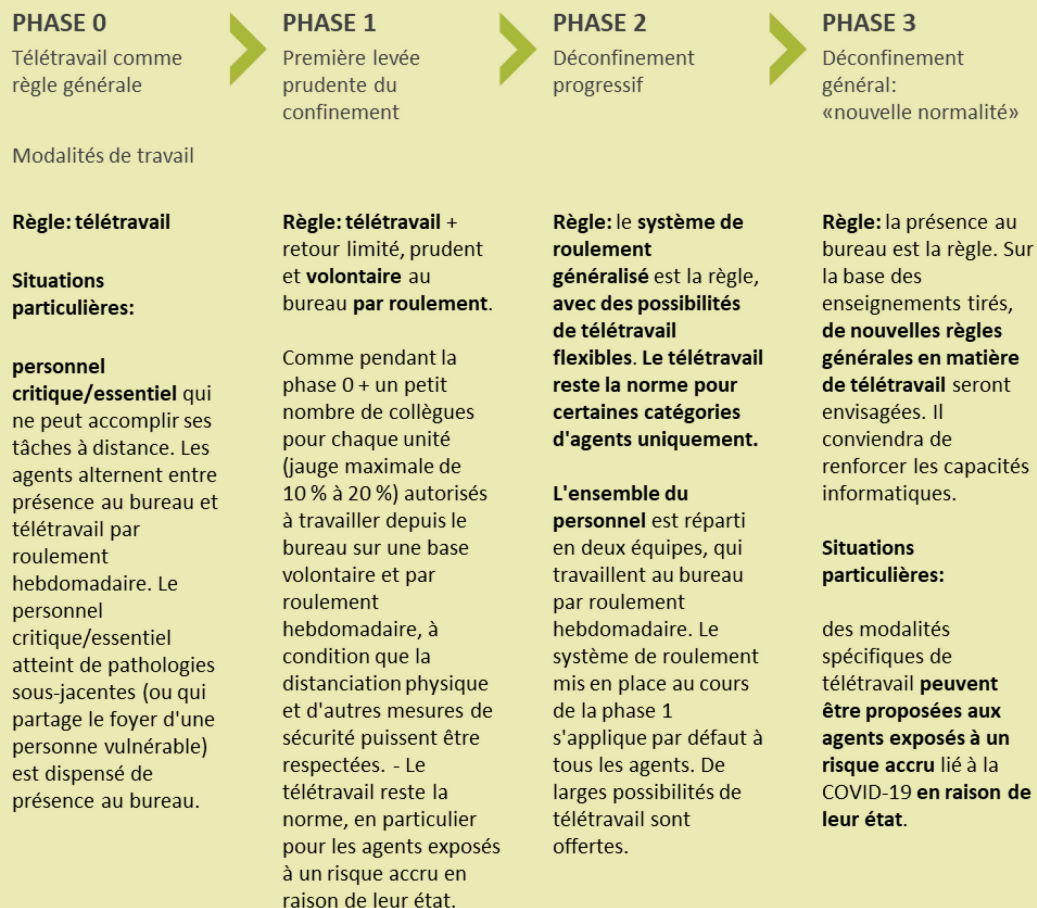 PHASE 0
Télétravail comme
règle générale
Modalités de travail
Règle: télétravail
Situations
particulières:
personnel
critique/essentiel qui
ne peut accomplir ses
tâches à distance. Les
agents alternent entre
présence au bureau et
télétravail par
roulement
hebdomadaire. Le
personnel
critique/essentiel
atteint de pathologies
sous-jacentes (ou qui
partage le foyer d'une
personne vulnérable)
est dispensé de
présence au bureau.
PHASE 1
Première levée
prudente du
confinement
Règle: télétravail +
retour limité, prudent
et volontaire au
bureau par roulement.
Comme pendant la
phase 0 + un petit
nombre de collègues
pour chaque unité
(jauge maximale de
10 % à 20 %) autorisés
à travailler depuis le
bureau sur une base
volontaire et par
roulement
hebdomadaire, à
condition que la
distanciation physique
et d'autres mesures de
sécurité puissent être
respectées. - Le
télétravail reste la
norme, en particulier
pour les agents exposés
à un risque accru en
raison de leur état.
PHASE 2
Déconfinement
progressif
Règle: le système de
roulement
généralisé est la règle,
avec des possibilités
de télétravail
flexibles. Le télétravail
reste la norme pour
certaines catégories
d'agents uniquement.
L'ensemble du
personnel est réparti
en deux équipes, qui
travaillent au bureau
par roulement
hebdomadaire. Le
système de roulement
mis en place au cours
de la phase 1
s'applique par défaut à
tous les agents. De
larges possibilités de
télétravail sont
offertes.
PHASE 3
Déconfinement
général:
«nouvelle normalité»
Règle: la présence au
bureau est la règle. Sur
la base des
enseignements tirés,
de nouvelles règles
générales en matière
de télétravail seront
envisagées. Il
conviendra de
renforcer les capacités
informatiques.
Situations
particulières:
des modalités
spécifiques de
télétravail peuvent
être proposées aux
agents exposés à un
risque accru lié à la
COVID-19 en raison de
leur état.